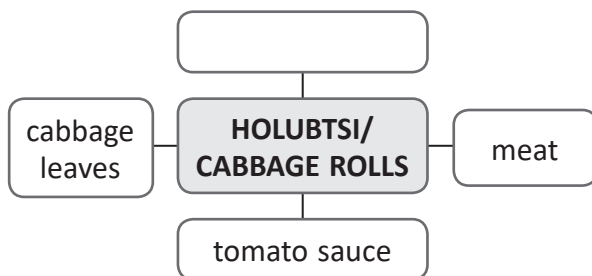 cabbage
leaves
HOLUBTSI/
CABBAGE ROLLS
meat
tomato sauce